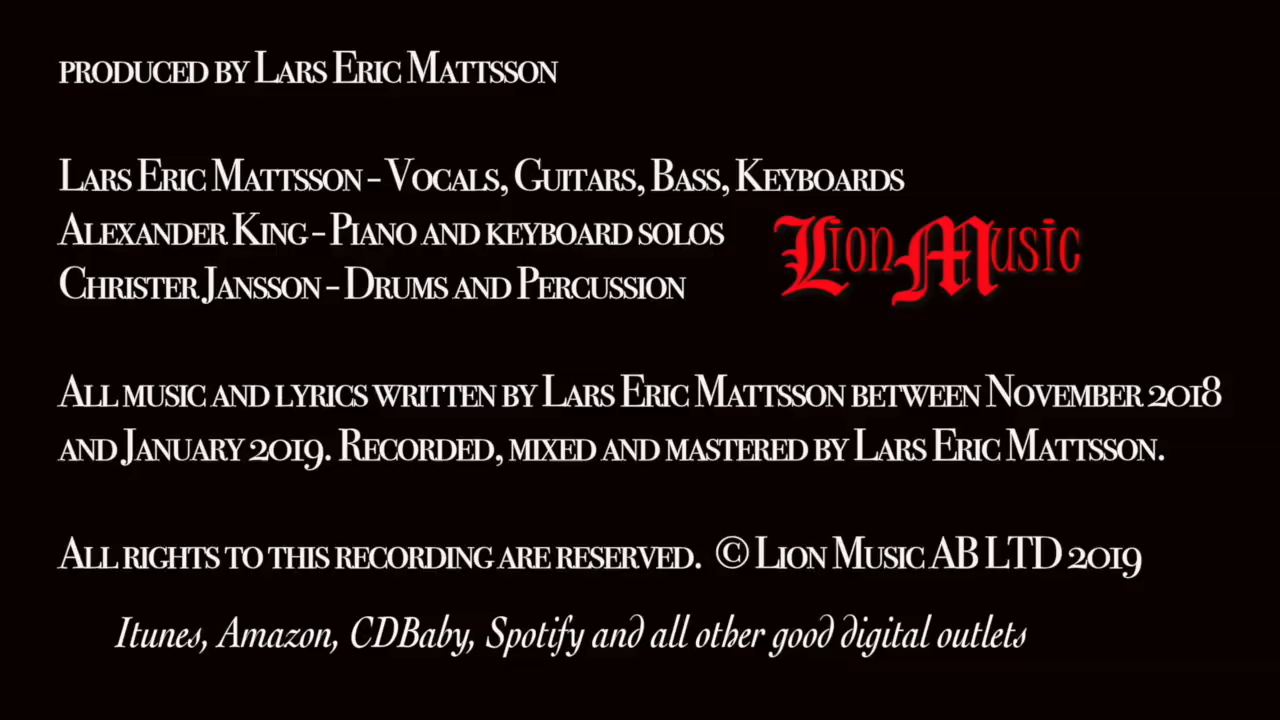 PRODUCED BY LARS ERIC MATTSSON
LARS ERIC MATTSSON - VOCALS, GUITARS, BASS, KEYBOARDS
ALEXANDER KING - PIANO AND KEYBOARD SOLOS
Lion Music
CHRISTER JANSSON - DRUMS AND PERCUSSION
ALL MUSIC AND LYRICS WRITTEN BY LARS ERIC MATTSSON BETWEEN NOVEMBER 2018
AND JANUARY 2019. RECORDED, MIXED AND MASTERED BY LARS ERIC MATTSSON.
ALL RIGHTS TO THIS RECORDING ARE RESERVED. © LION MUSIC AB LTD 2019
Itunes, Amazon, CDBaby, Spotify and all other good digital outlets